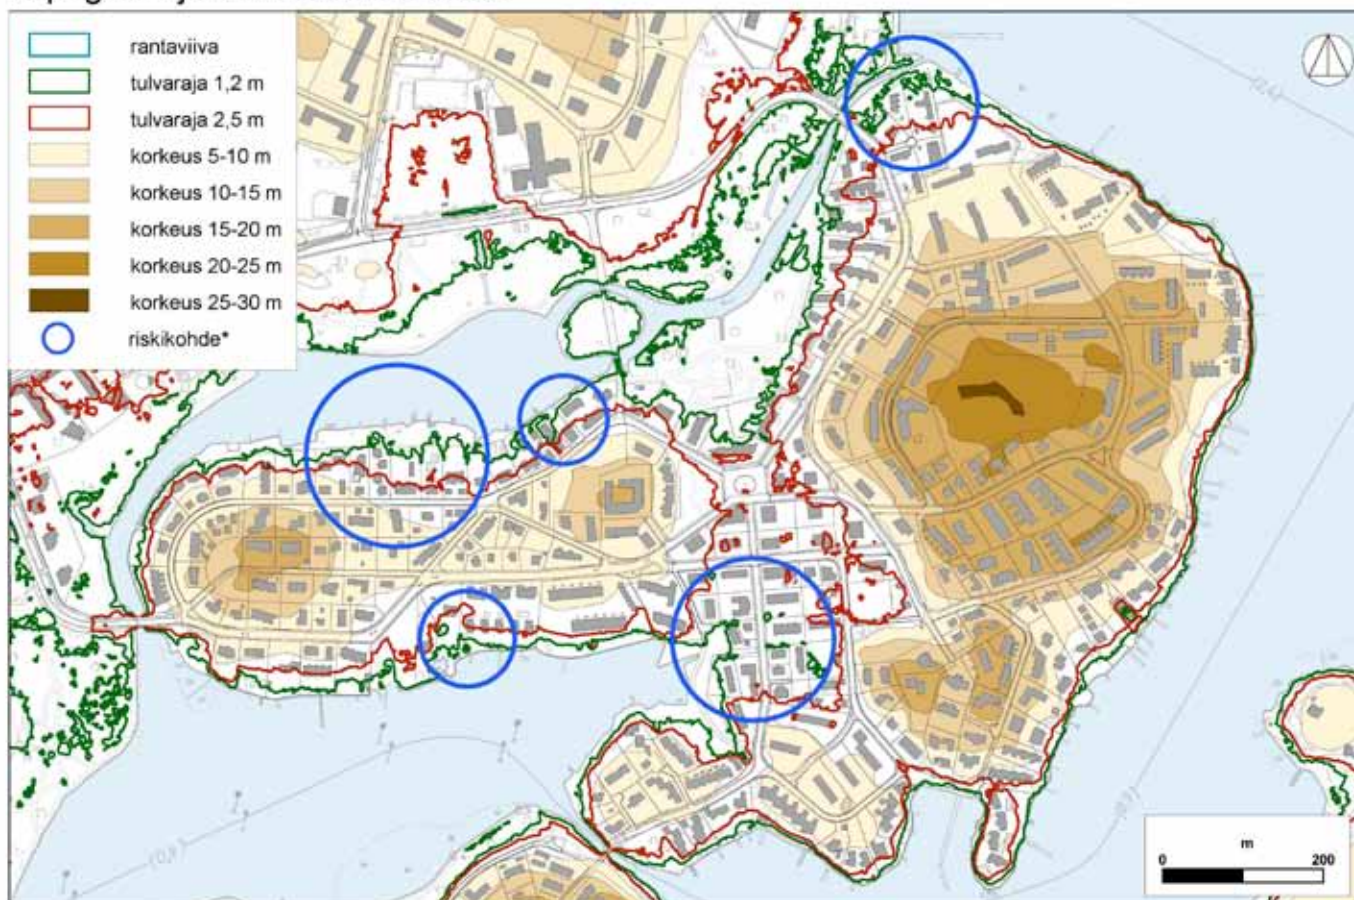 rantaviiva
tulvaraja 1,2 m
tulvaraja 2,5 m
korkeus 5-10 m
korkeus 10-15 m
korkeus 15-20 m
korkeus 20-25 m
korkeus 25-30 m
riskikohde*
m
0 200